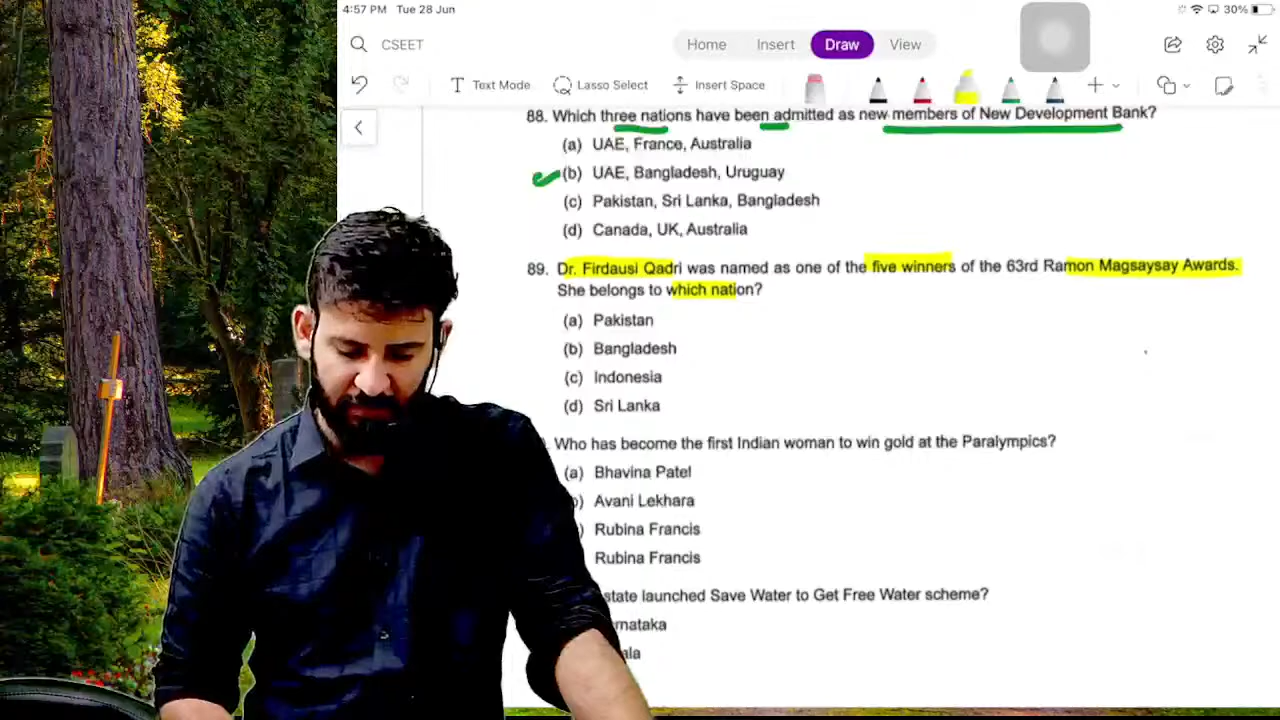 4:57 PM Tue 28 Jun
30%
CSEET
Home Insert Draw View
Text Mode Lasso Select Insert Space
88. Which three nations have been admitted as new members of New Development Bank?
(a) UAE, France, Australia
(b) UAE, Bangladesh, Uruguay
(c) Pakistan, Sri Lanka, Bangladesh
(d) Canada, UK, Australia
89. Dr. Firdausi Qadri was named as one of the five winners of the 63rd Ramon Magsaysay Awards.
She belongs to which nation?
(a) Pakistan
(b) Bangladesh
(c) Indonesia
(d) Sri Lanka
. Who has become the first Indian woman to win gold at the Paralympics?
(a) Bhavina Patel
) Avani Lekhara
) Rubina Francis
Rubina Francis
state launched Save Water to Get Free Water scheme?
rnataka
ala